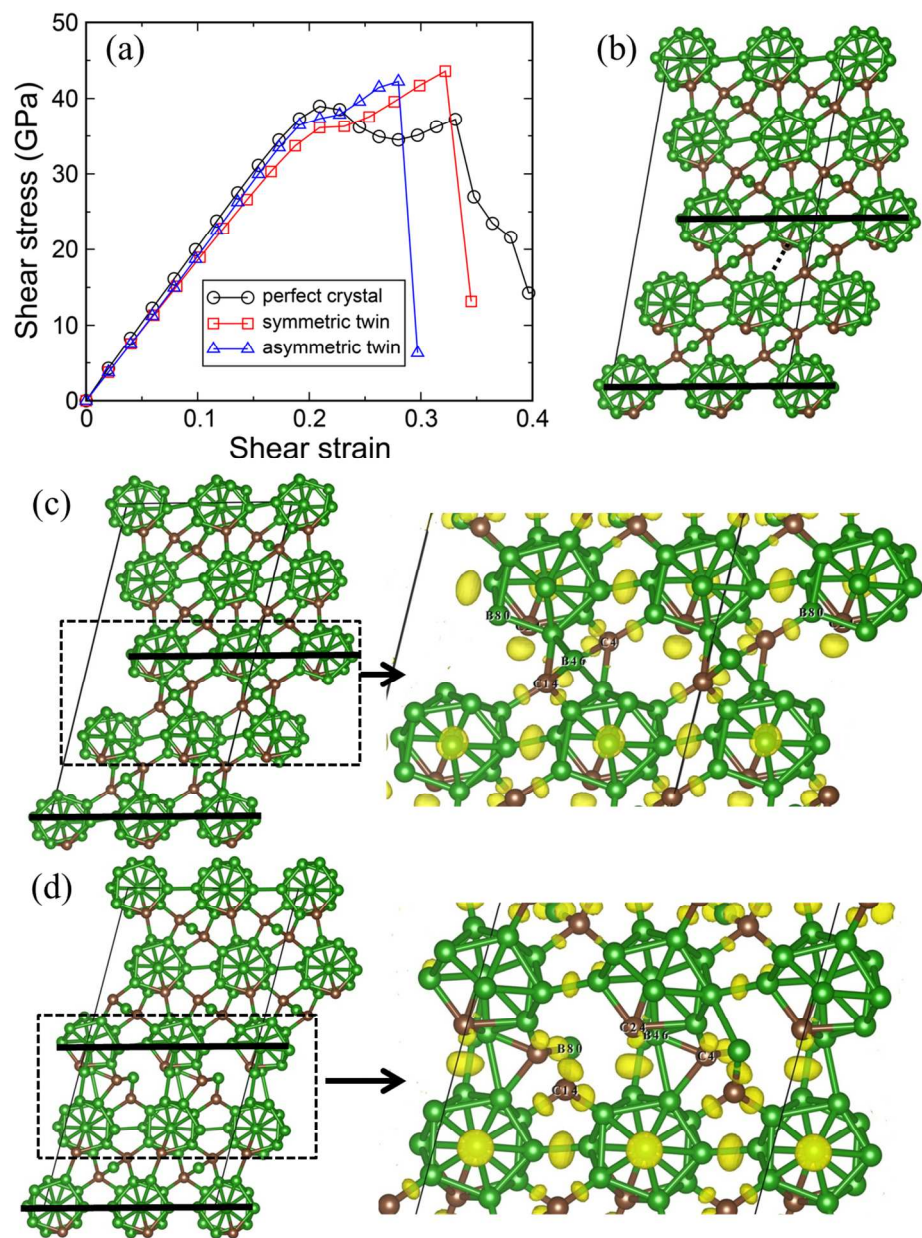 (a)
Shear stress (GPa)
50
40
30
20
10
0
perfect crystal
symmetric twin
asymmetric twin
0 0.1 0.2 0.3 0.4
Shear strain
(b)
(c)
B80
C4
B80
B46
C14
(d)
C24
B46
B80
C4
C14